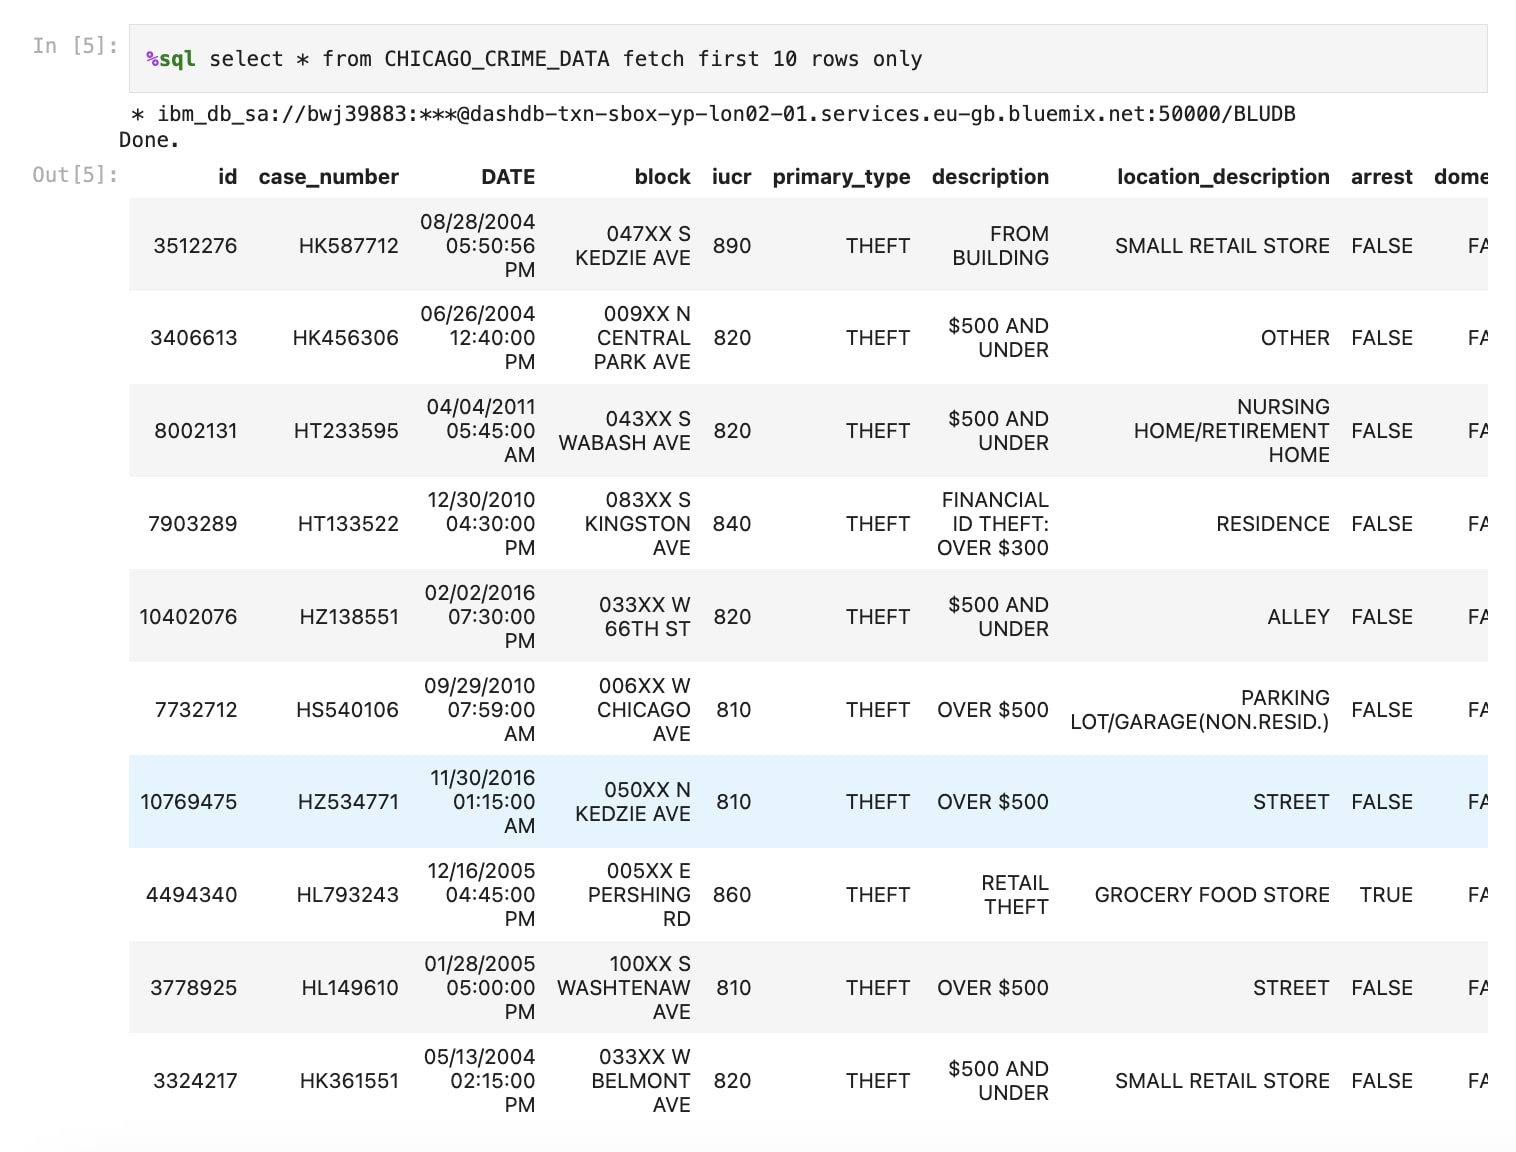 In [5]:
%sql select * from CHICAGO_CRIME_DATA fetch first 10 rows only
* ibm_db_sa://bwj39883:***@dashdb-txn-sbox-yp-lon02-01.services.eu-gb.bluemix.net:50000/BLUDB
Done.
Out[5]:
id case_number DATE block iucr primary_type description location_description arrest dome
3512276 HK587712 08/28/2004 05:50:56 PM 047XX S KEDZIE AVE 890 THEFT FROM BUILDING SMALL RETAIL STORE FALSE FA
3406613 HK456306 06/26/2004 12:40:00 PM 009XX N CENTRAL PARK AVE 820 THEFT $500 AND UNDER OTHER FALSE FA
8002131 HT233595 04/04/2011 05:45:00 AM 043XX S WABASH AVE 820 THEFT $500 AND UNDER NURSING HOME/RETIREMENT HOME FALSE FA
7903289 HT133522 12/30/2010 04:30:00 PM 083XX S KINGSTON AVE 840 THEFT FINANCIAL ID THEFT: OVER $300 RESIDENCE FALSE FA
10402076 HZ138551 02/02/2016 07:30:00 PM 033XX W 66TH ST 820 THEFT $500 AND UNDER ALLEY FALSE FA
7732712 HS540106 09/29/2010 07:59:00 AM 006XX W CHICAGO AVE 810 THEFT OVER $500 PARKING LOT/GARAGE(NON.RESID.) FALSE FA
10769475 HZ534771 11/30/2016 01:15:00 AM 050XX N KEDZIE AVE 810 THEFT OVER $500 STREET FALSE FA
4494340 HL793243 12/16/2005 04:45:00 PM 005XX E PERSHING RD 860 THEFT RETAIL THEFT GROCERY FOOD STORE TRUE FA
3778925 HL149610 01/28/2005 05:00:00 PM 100XX S WASHTENAW AVE 810 THEFT OVER $500 STREET FALSE FA
3324217 HK361551 05/13/2004 02:15:00 PM 033XX W BELMONT AVE 820 THEFT $500 AND UNDER SMALL RETAIL STORE FALSE FA